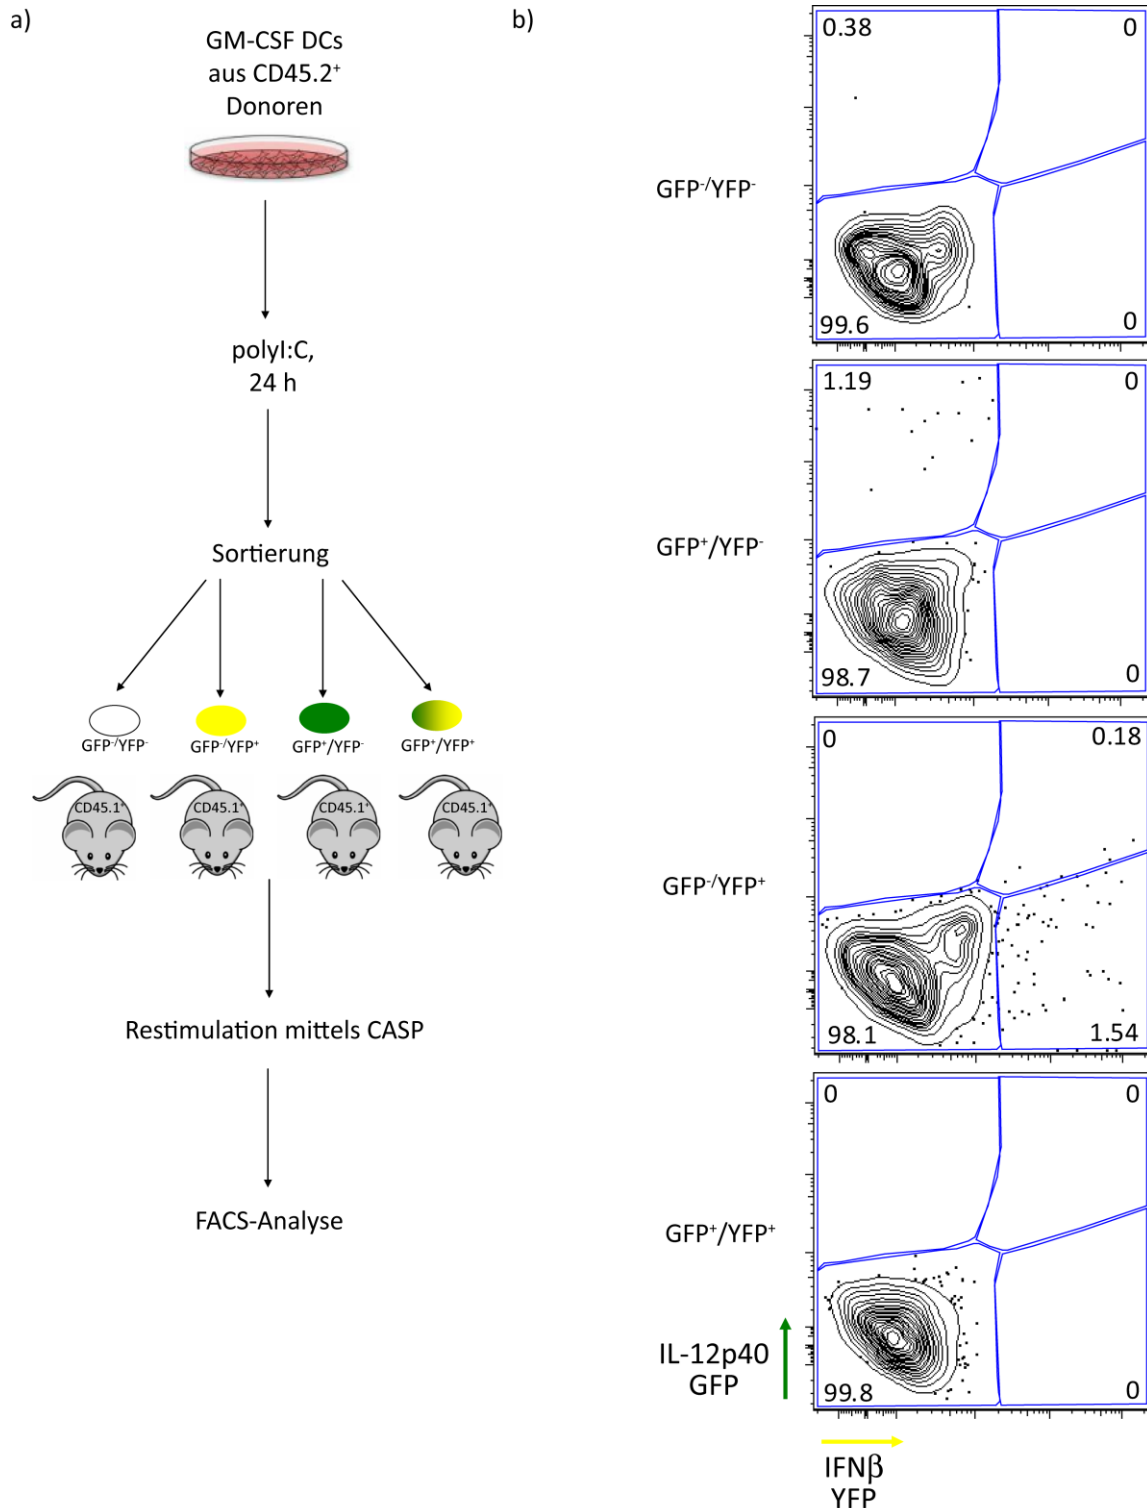 a)
GM-CSF DCs
aus CD45.2⁺
Donoren
polyI:C,
24 h
Sortierung
GFP⁻/YFP⁻
GFP⁻/YFP⁺
GFP⁺/YFP⁻
GFP⁺/YFP⁺
CD45.1⁺
CD45.1⁺
CD45.1⁺
CD45.1⁺
Restimulation mittels CASP
FACS-Analyse
b)
GFP⁻/YFP⁻
0.38
0
99.6
0
GFP⁺/YFP⁻
1.19
0
98.7
0
GFP⁻/YFP⁺
0
0.18
98.1
1.54
GFP⁺/YFP⁺
0
0
99.8
0
IL-12p40
GFP
IFNβ
YFP